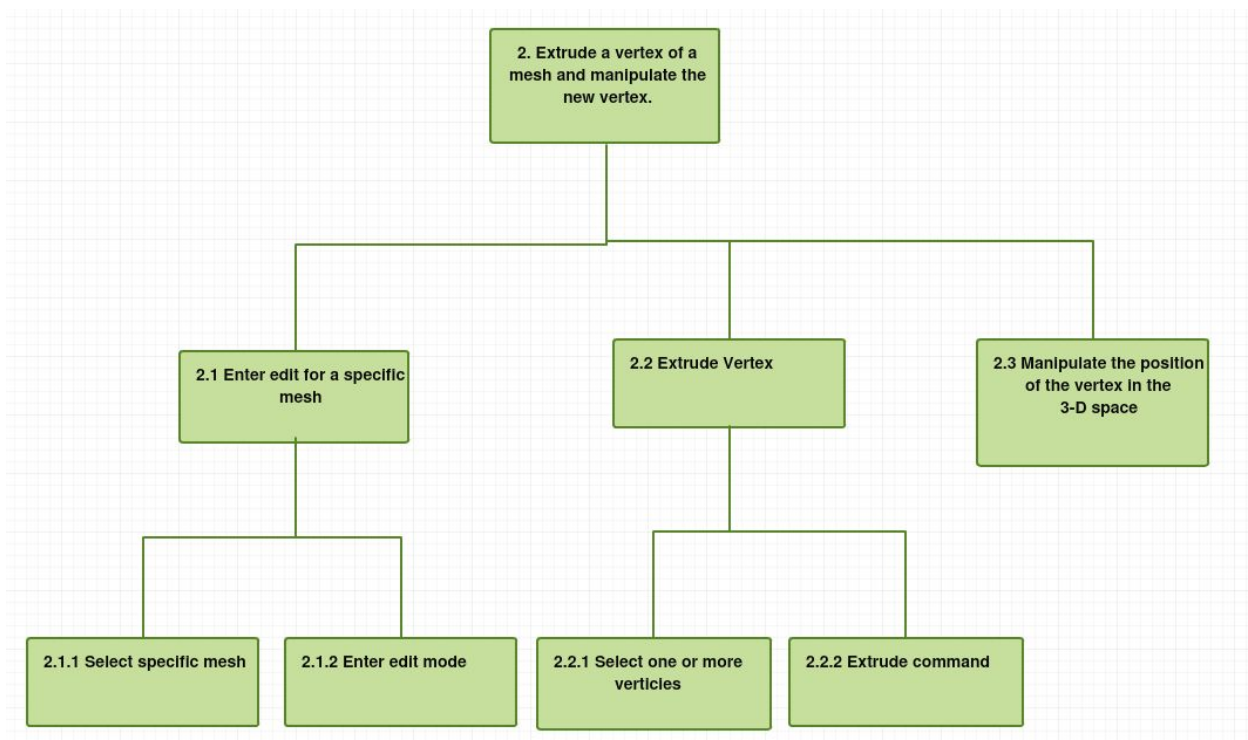 2. Extrude a vertex of a
mesh and manipulate the
new vertex.
2.1 Enter edit for a specific
mesh
2.2 Extrude Vertex
2.3 Manipulate the position
of the vertex in the
3-D space
2.1.1 Select specific mesh
2.1.2 Enter edit mode
2.2.1 Select one or more
verticies
2.2.2 Extrude command